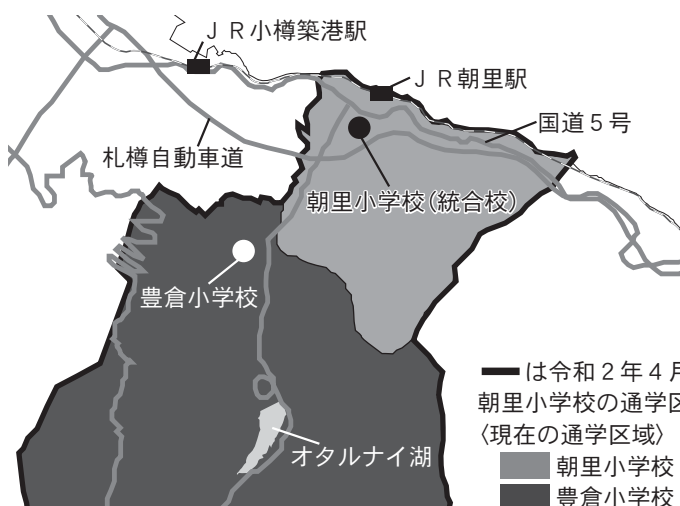 ＪＲ小樽築港駅
ＪＲ朝里駅
国道５号
札樽自動車道
朝里小学校（統合校）
豊倉小学校
オタルナイ湖
は令和２年４月
朝里小学校の通学区
〈現在の通学区域〉
朝里小学校
豊倉小学校